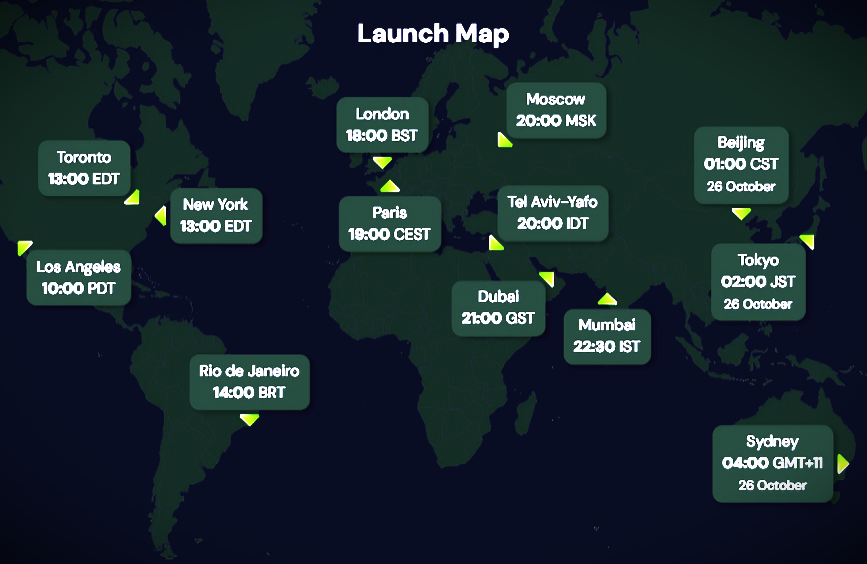 Launch Map
Moscow
20:00 MSK
London
18:00 BST
Toronto
13:00 EDT
Beijing
01:00 CST
26 October
New York
13:00 EDT
Paris
19:00 CEST
Tel Aviv-Yafo
20:00 IDT
Los Angeles
10:00 PDT
Dubai
21:00 GST
Tokyo
02:00 JST
26 October
Mumbai
22:30 IST
Rio de Janeiro
14:00 BRT
Sydney
04:00 GMT+11
26 October